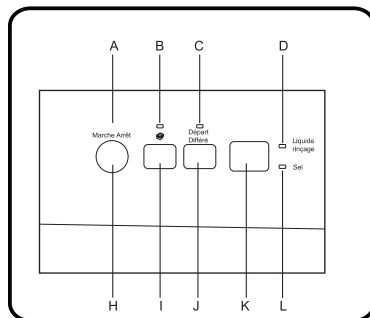 A
B
C
D
Marche Arrêt
Départ
Différé
Liquide
rinçage
Sel
H
I
J
K
L